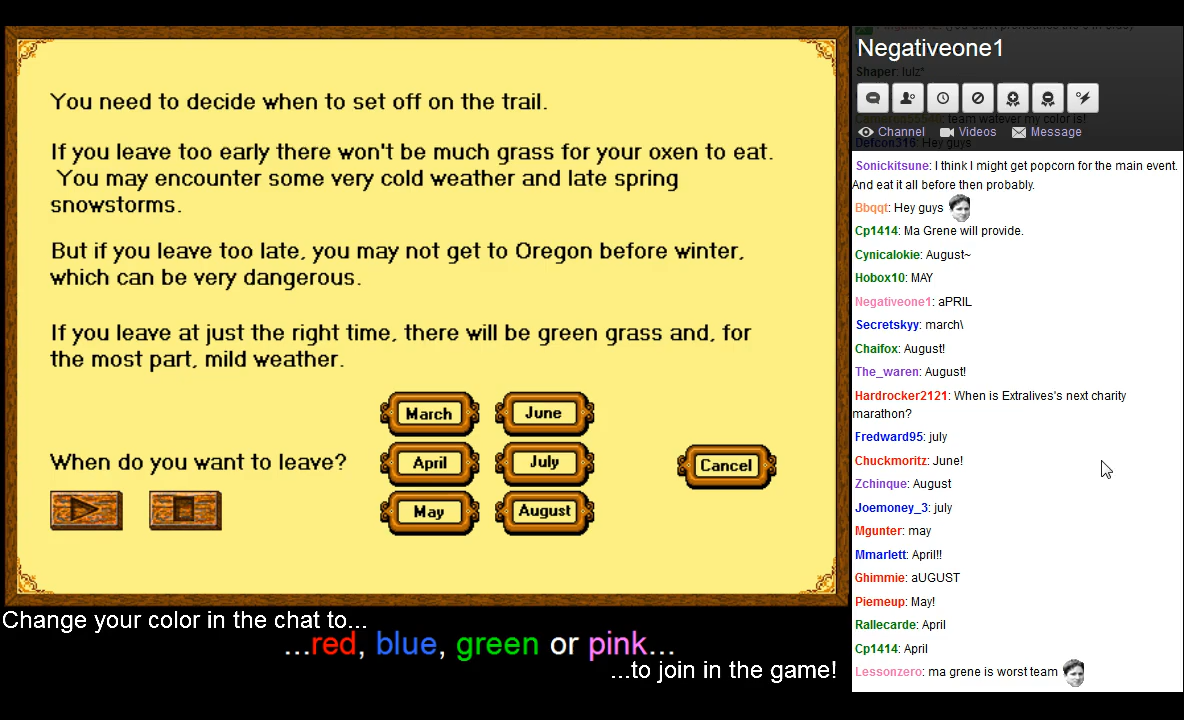 You need to decide when to set off on the trail.
If you leave too early there won't be much grass for your oxen to eat.
You may encounter some very cold weather and late spring
snowstorms.
But if you leave too late, you may not get to Oregon before winter,
which can be very dangerous.
If you leave at just the right time, there will be green grass and, for
the most part, mild weather.
When do you want to leave?
March
June
April
July
May
August
Cancel
Change your color in the chat to...
...red, blue, green or pink...
...to join in the game!
Negativeone1
Shaper: lulz*
team watever my color is!
Channel Videos Message
Defcon316: Hey guys
Sonickitsune: I think I might get popcorn for the main event.
And eat it all before then probably.
Bbqqt: Hey guys
Cp1414: Ma Grene will provide.
Cynicalokie: August~
Hobox10: MAY
Negativeone1: aPRIL
Secretskyy: march\
Chaifox: August!
The_waren: August!
Hardrocker2121: When is Extralives's next charity
marathon?
Fredward95: july
Chuckmoritz: June!
Zchinque: August
Joemoney_3: july
Mgunter: may
Mmarlett: April!!
Ghimmie: aUGUST
Piemeup: May!
Rallecarde: April
Cp1414: April
Lessonzero: ma grene is worst team